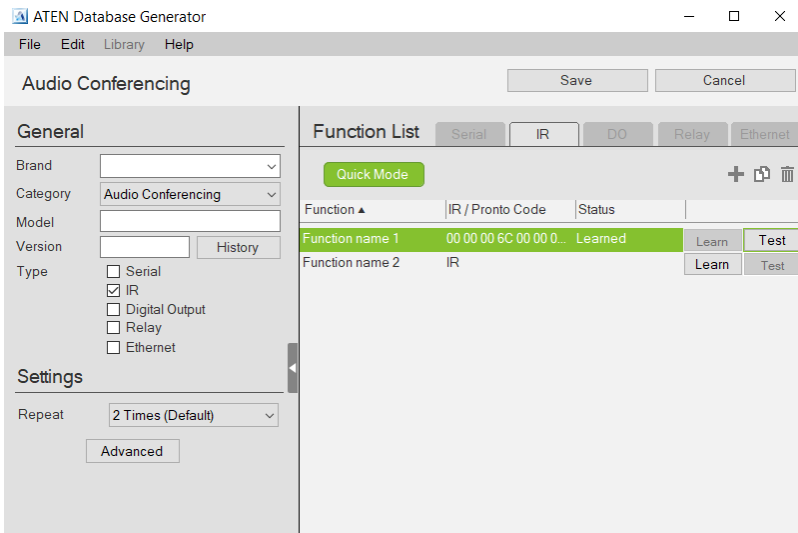 ATEN Database Generator
File Edit Library Help
Audio Conferencing
Save Cancel
General
Brand
Category Audio Conferencing
Model
Version History
Type Serial
IR
Digital Output
Relay
Ethernet
Settings
Repeat 2 Times (Default)
Advanced
Function List Serial IR DO Relay Ethernet
Quick Mode
Function IR / Pronto Code Status
Function name 1 00 00 00 6C 00 00 0... Learned Learn Test
Function name 2 IR Learn Test